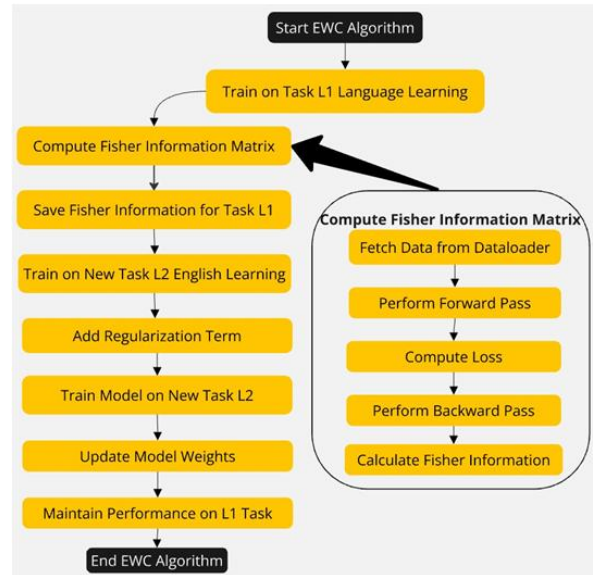 Start EWC Algorithm
Train on Task L1 Language Learning
Compute Fisher Information Matrix
Save Fisher Information for Task L1
Train on New Task L2 English Learning
Add Regularization Term
Train Model on New Task L2
Update Model Weights
Maintain Performance on L1 Task
End EWC Algorithm
Compute Fisher Information Matrix
Fetch Data from Dataloader
Perform Forward Pass
Compute Loss
Perform Backward Pass
Calculate Fisher Information